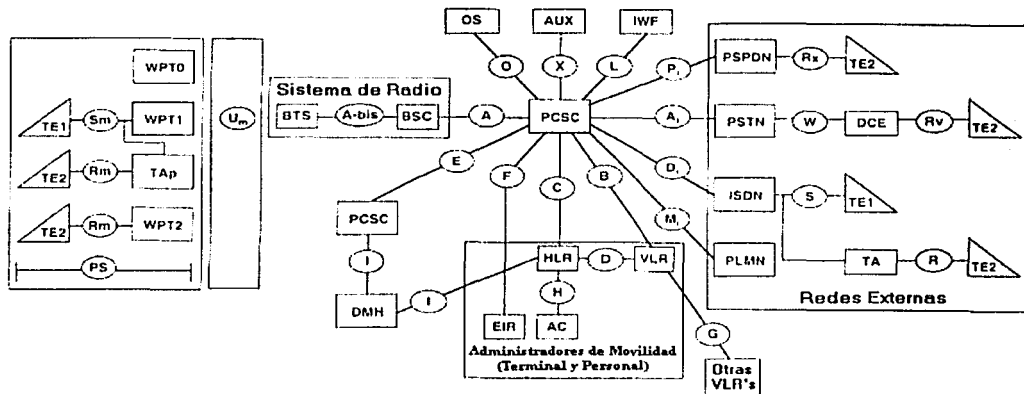 OS
AUX
IWF
O
X
L
WPT0
TE1
Sm
WPT1
TE2
Rm
TAp
TE2
Rm
WPT2
PS
Um
Sistema de Radio
BTS
A-bis
BSC
A
PCSC
E
F
C
B
PCSC
I
DMH
I
HLR
D
VLR
H
EIR
AC
Administradores de Movilidad
(Terminal y Personal)
G
Otras
VLR's
Pi
Ai
Di
Mi
PSPDN
Rx
TE2
PSTN
W
DCE
Rv
TE2
ISDN
S
TE1
PLMN
TA
R
TE2
Redes Externas